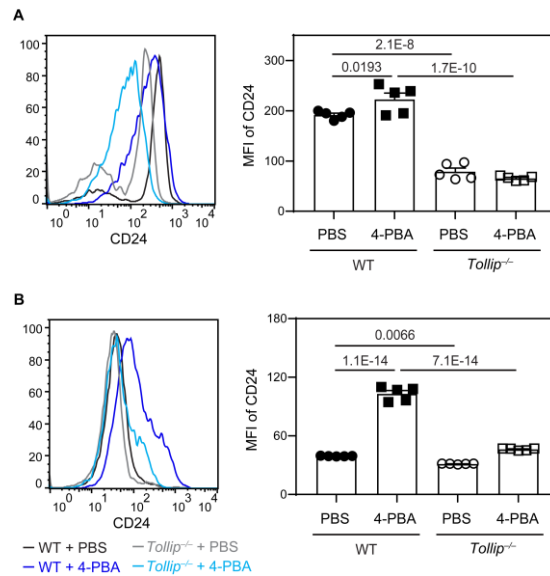 A
100
80
60
40
20
0
10^0 10^1 10^2 10^3 10^4
CD24
MFI of CD24
300
200
100
0
2.1E-8
0.0193
1.7E-10
PBS 4-PBA PBS 4-PBA
WT Tollip–/–
B
100
80
60
40
20
0
10^0 10^1 10^2 10^3 10^4
CD24
MFI of CD24
180
120
60
0
0.0066
1.1E-14
7.1E-14
PBS 4-PBA PBS 4-PBA
WT Tollip–/–
WT + PBS Tollip–/– + PBS
WT + 4-PBA Tollip–/– + 4-PBA